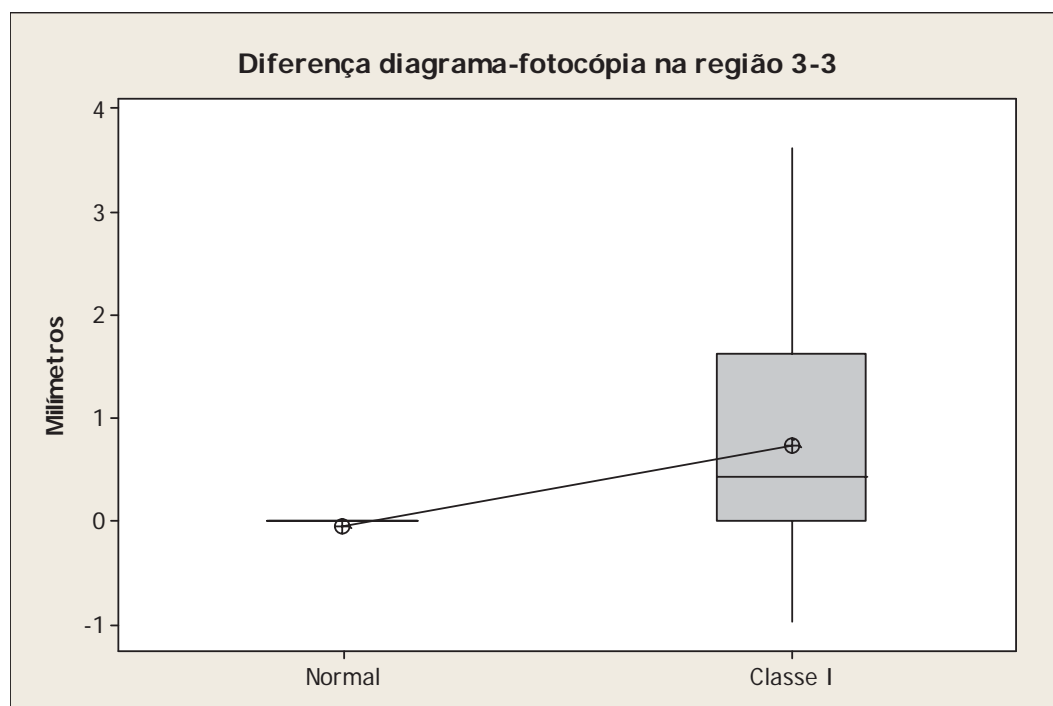 Diferença diagrama-fotocópia na região 3-3
Milímetros
4
3
2
1
0
-1
Normal
Classe I